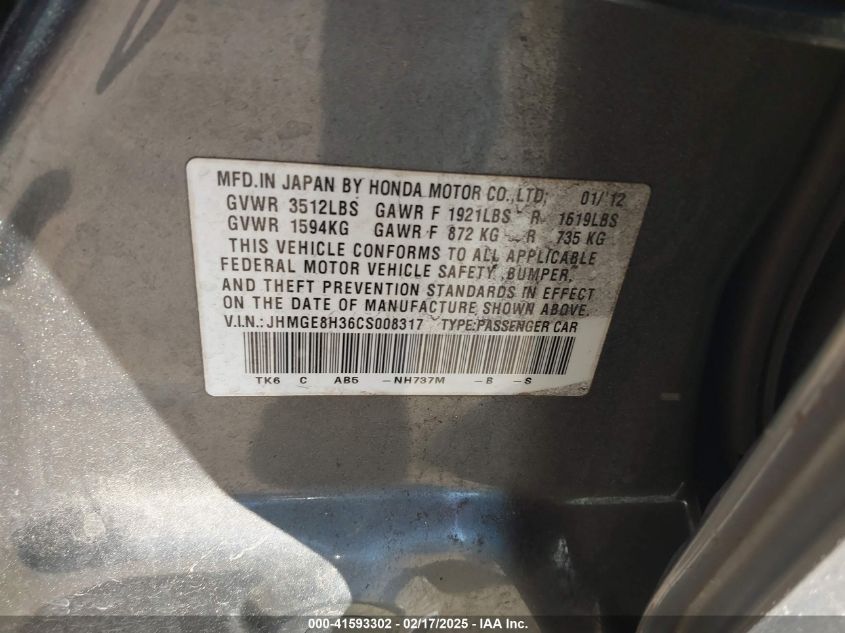 MFD.IN JAPAN BY HONDA MOTOR CO.,LTD; 01/'12
GVWR 3512LBS GAWR F 1921LBS R 1619LBS
GVWR 1594KG GAWR F 872 KG R 735 KG
THIS VEHICLE CONFORMS TO ALL APPLICABLE
FEDERAL MOTOR VEHICLE SAFETY, BUMPER,
AND THEFT PREVENTION STANDARDS IN EFFECT
ON THE DATE OF MANUFACTURE SHOWN ABOVE.
V.I.N.: JHMGE8H36CS008317 TYPE:PASSENGER CAR
TK6 C AB5 -NH737M -B -S
000-41593302 - 02/17/2025 - IAA Inc.